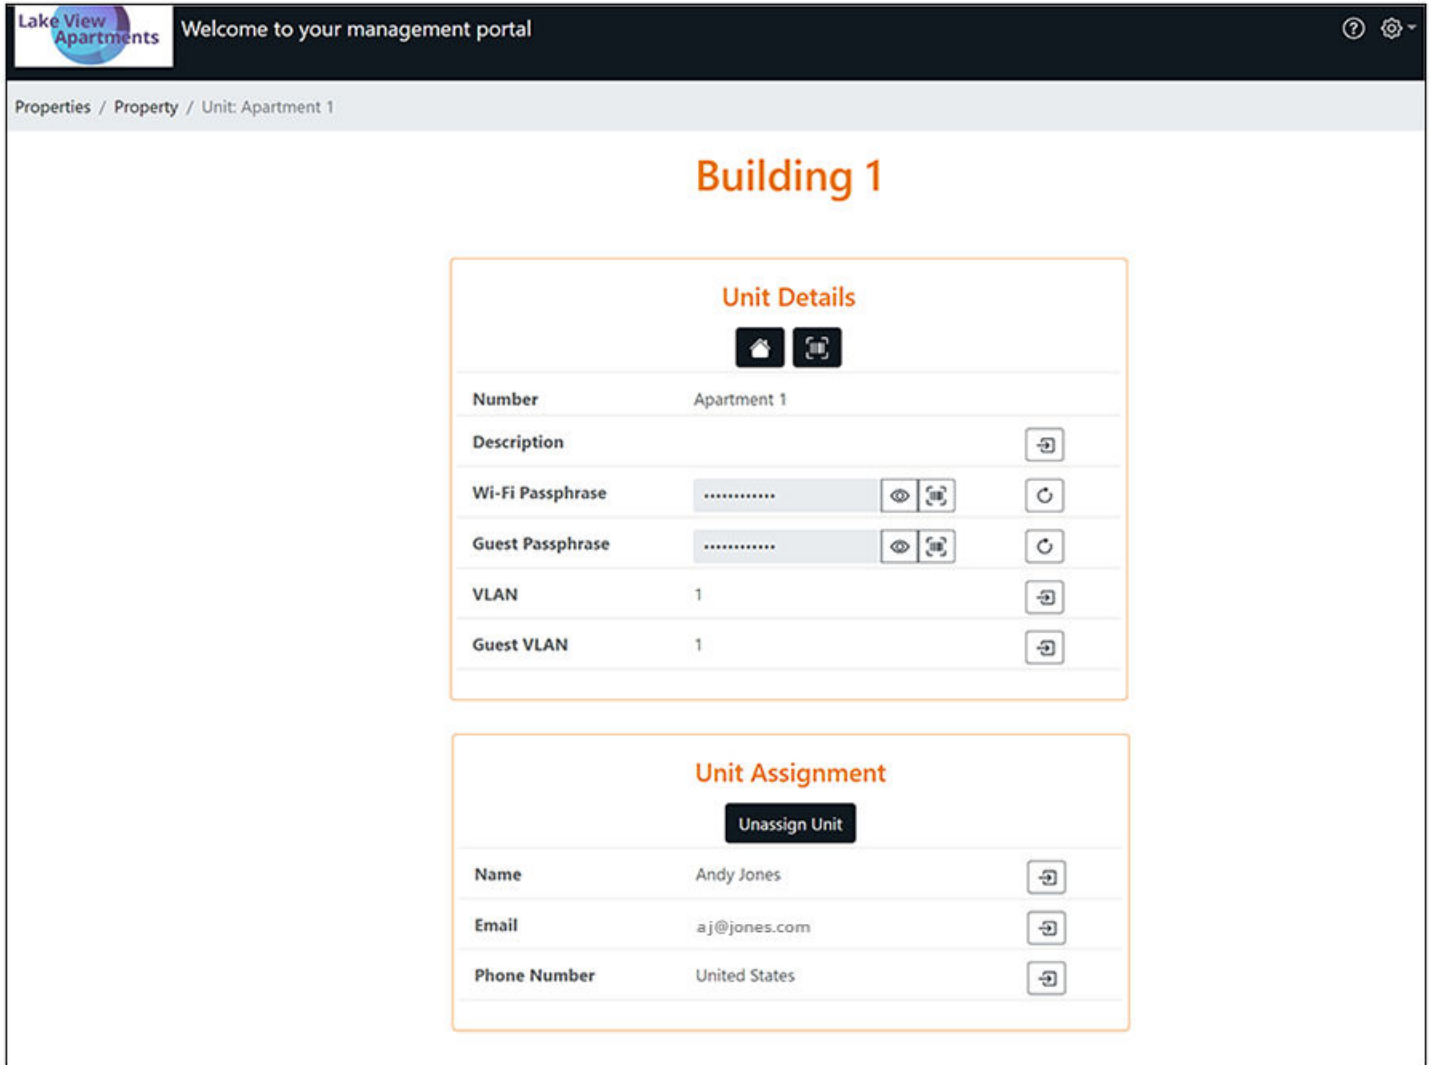 Lake View
Apartments
Welcome to your management portal
Properties / Property / Unit: Apartment 1
Building 1
Unit Details
Number Apartment 1
Description
Wi-Fi Passphrase ••••••••••••
Guest Passphrase ••••••••••••
VLAN 1
Guest VLAN 1
Unit Assignment
Unassign Unit
Name Andy Jones
Email aj@jones.com
Phone Number United States